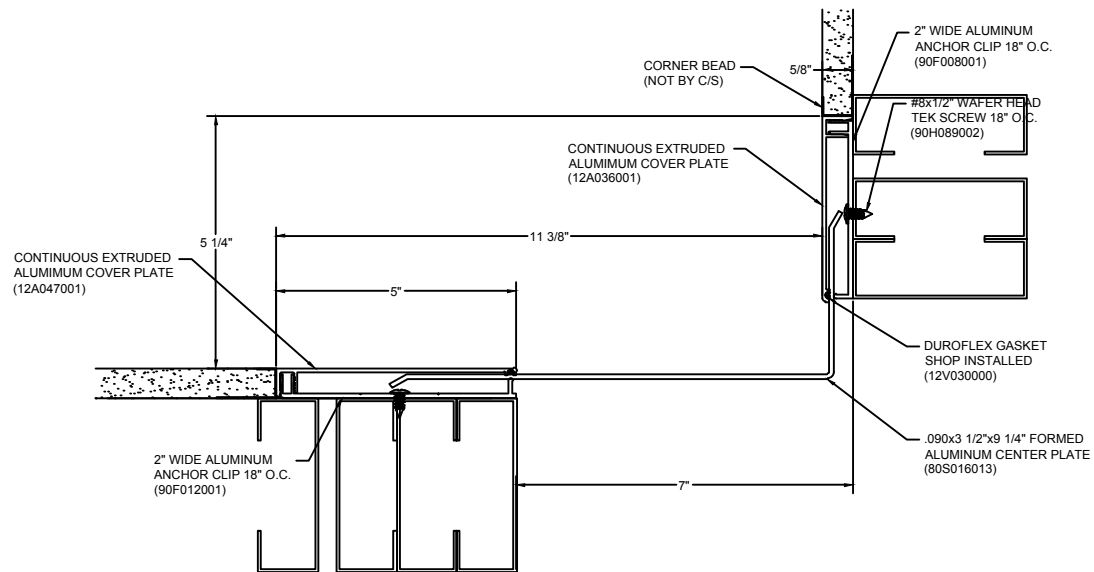 2" WIDE ALUMINUM
ANCHOR CLIP 18" O.C.
(90F008001)
CORNER BEAD
(NOT BY C/S)
5/8"
#8x1/2" WAFER HEAD
TEK SCREW 18" O.C.
(90H089002)
CONTINUOUS EXTRUDED
ALUMIMUM COVER PLATE
(12A036001)
11 3/8"
5 1/4"
CONTINUOUS EXTRUDED
ALUMIMUM COVER PLATE
(12A047001)
5"
DUROFLEX GASKET
SHOP INSTALLED
(12V030000)
.090x3 1/2"x9 1/4" FORMED
ALUMINUM CENTER PLATE
(80S016013)
2" WIDE ALUMINUM
ANCHOR CLIP 18" O.C.
(90F012001)
7"